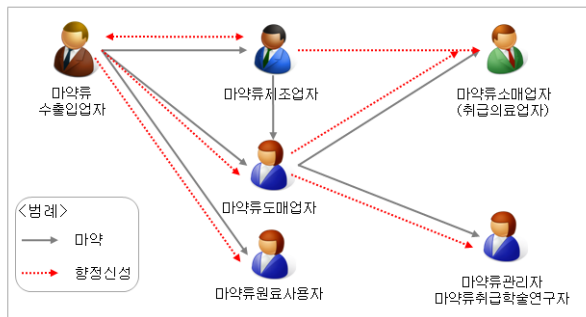 마약류
수출입업자
마약류제조업자
마약류소매업자
(취급의료업자)
마약류도매업자
<범례>
마약
향정신성
마약류원료사용자
마약류관리자
마약류취급학술연구자